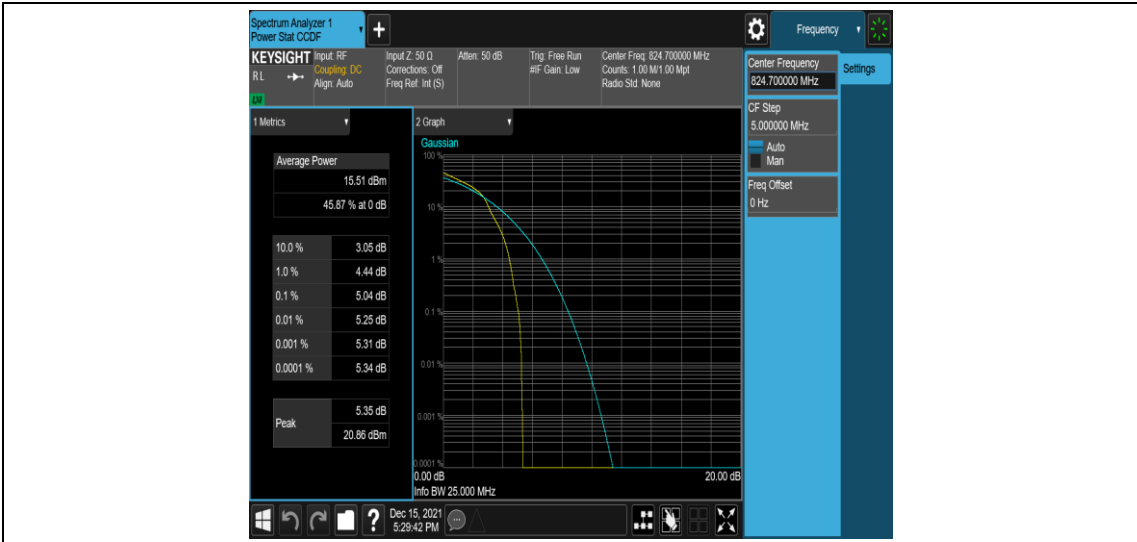 Spectrum Analyzer 1
Power Stat CCDF
+
Frequency
KEYSIGHT
R L
LXI
Input: RF
Coupling: DC
Align: Auto
Input Z: 50 Ω
Corrections: Off
Freq Ref: Int (S)
Atten: 50 dB
Trig: Free Run
#IF Gain: Low
Center Freq: 824.700000 MHz
Counts: 1.00 M/1.00 Mpt
Radio Std: None
Center Frequency
824.700000 MHz
Settings
CF Step
5.000000 MHz
Auto
Man
Freq Offset
0 Hz
1 Metrics
Average Power
15.51 dBm
45.87 % at 0 dB
10.0 % 3.05 dB
1.0 % 4.44 dB
0.1 % 5.04 dB
0.01 % 5.25 dB
0.001 % 5.31 dB
0.0001 % 5.34 dB
Peak
5.35 dB
20.86 dBm
2 Graph
Gaussian
100 %
10 %
1 %
0.1 %
0.01 %
0.001 %
0.0001 %
0.00 dB 20.00 dB
Info BW 25.000 MHz
?
Dec 15, 2021
5:29:42 PM